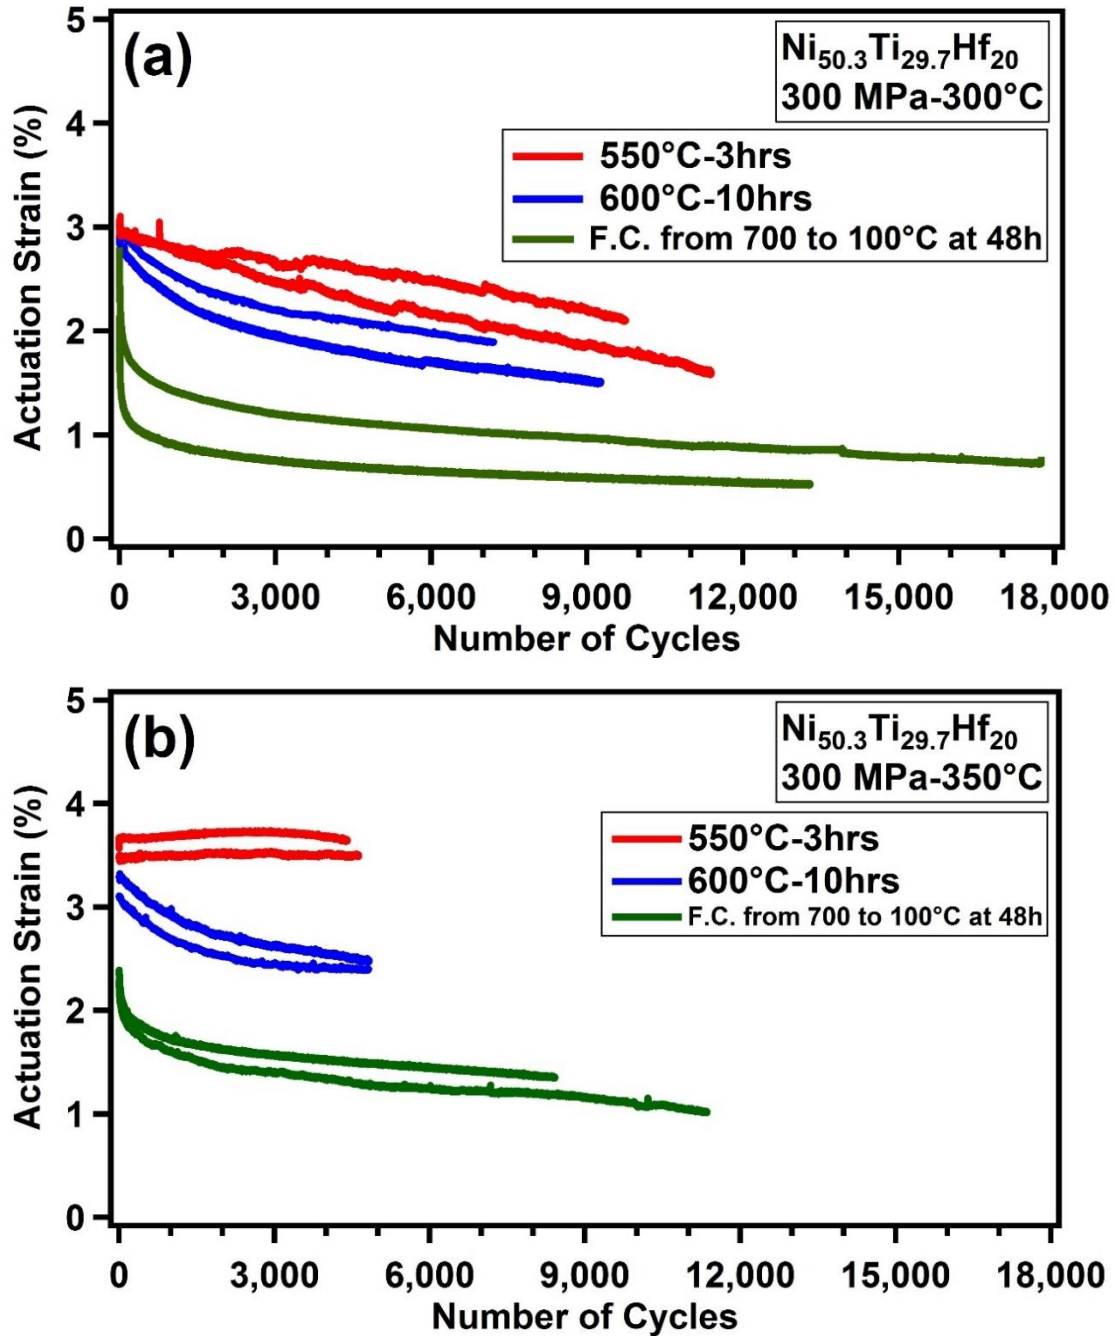 (a)
Ni50.3Ti29.7Hf20
300 MPa-300°C
550°C-3hrs
600°C-10hrs
F.C. from 700 to 100°C at 48h
Actuation Strain (%)
5
4
3
2
1
0
0 3,000 6,000 9,000 12,000 15,000 18,000
Number of Cycles
(b)
Ni50.3Ti29.7Hf20
300 MPa-350°C
550°C-3hrs
600°C-10hrs
F.C. from 700 to 100°C at 48h
Actuation Strain (%)
5
4
3
2
1
0
0 3,000 6,000 9,000 12,000 15,000 18,000
Number of Cycles